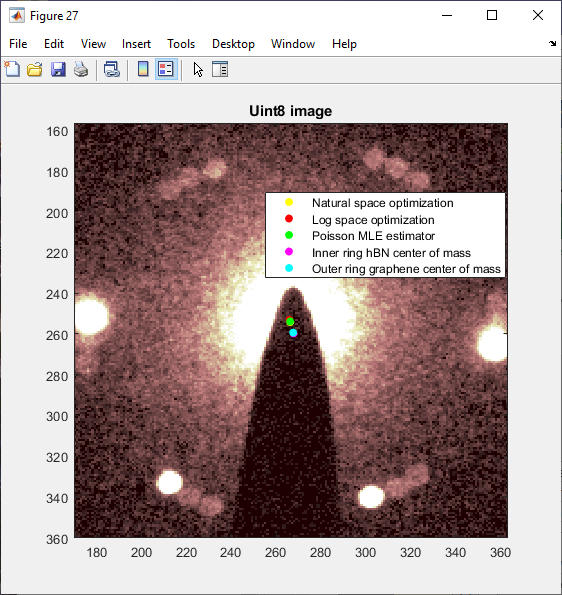 Figure 27
File Edit View Insert Tools Desktop Window Help
Uint8 image
Natural space optimization
Log space optimization
Poisson MLE estimator
Inner ring hBN center of mass
Outer ring graphene center of mass
160
180
200
220
240
260
280
300
320
340
360
180 200 220 240 260 280 300 320 340 360